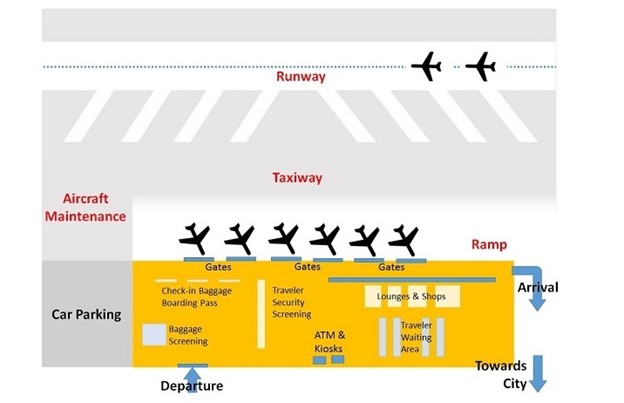 Runway
Taxiway
Aircraft
Maintenance
Ramp
Gates
Gates
Gates
Arrival
Check-in Baggage
Boarding Pass
Traveler
Security
Screening
Lounges & Shops
Car Parking
Baggage
Screening
ATM &
Kiosks
Traveler
Waiting
Area
Towards
City
Departure